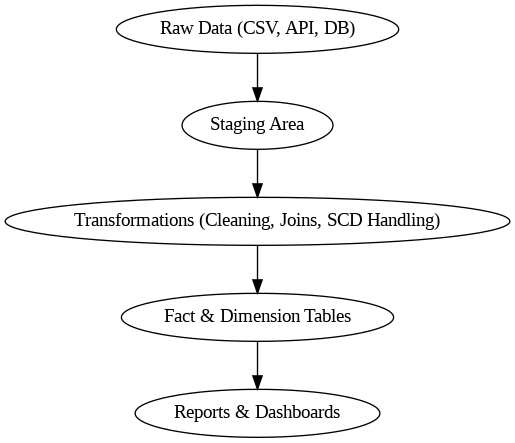 Raw Data (CSV, API, DB)
Staging Area
Transformations (Cleaning, Joins, SCD Handling)
Fact & Dimension Tables
Reports & Dashboards